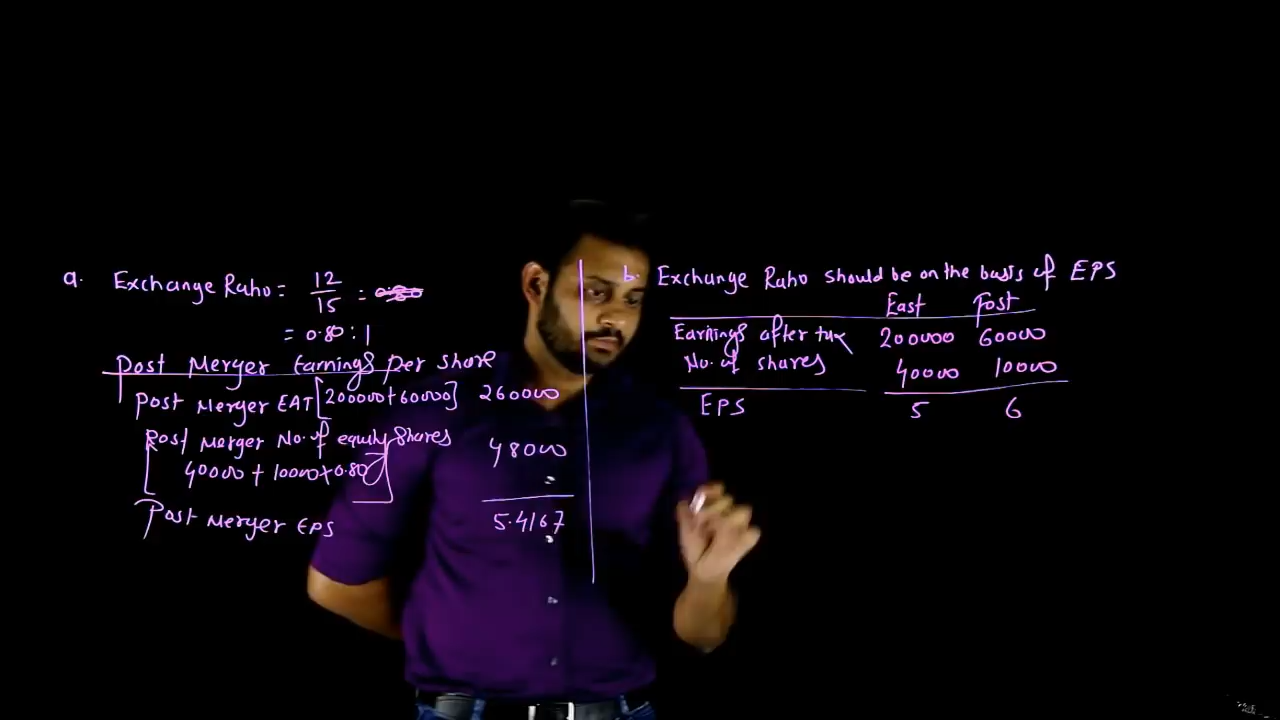 a. Exchange Ratio = 12/15 = 0.80
= 0.80 : 1
Post Merger Earnings per share
Post Merger EAT [200000+60000] 260000
Post Merger No. of equity shares 48000
[40000 + 10000 x 0.80]
Post Merger EPS 5.4167
b. Exchange Ratio should be on the basis of EPS
East Fost
Earnings after tax 200000 60000
No. of shares 40000 10000
EPS 5 6